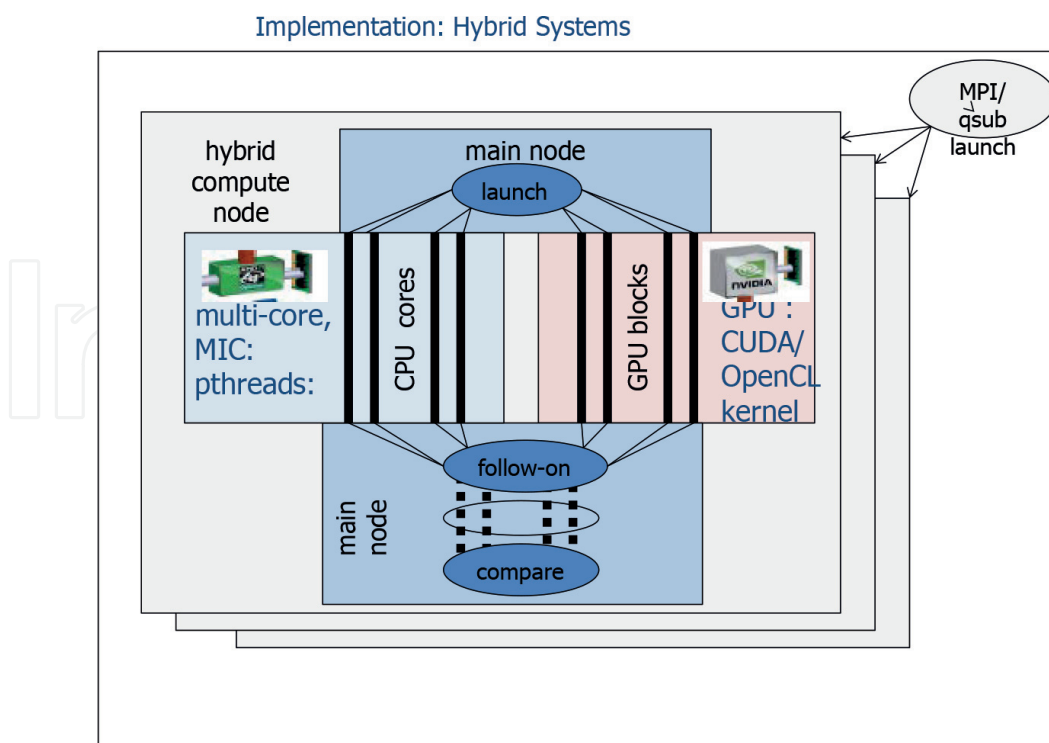 Implementation: Hybrid Systems
MPI/
qsub
launch
hybrid
compute
node
main node
launch
multi-core,
MIC:
pthreads:
CPU cores
GPU blocks
NVIDIA
GPU :
CUDA/
OpenCL
kernel
follow-on
main
node
compare